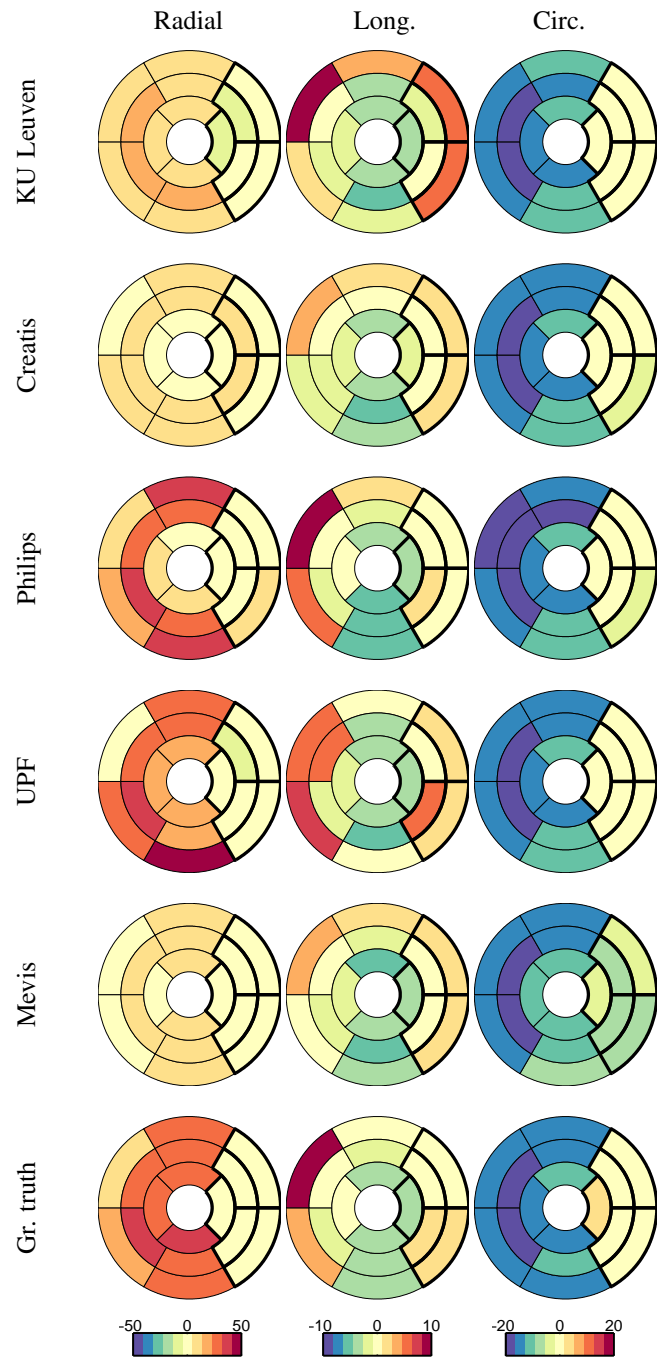 Radial Long. Circ.
KU Leuven
Creatis
Philips
UPF
Mevis
Gr. truth
-50 0 50 -10 0 10 -20 0 20